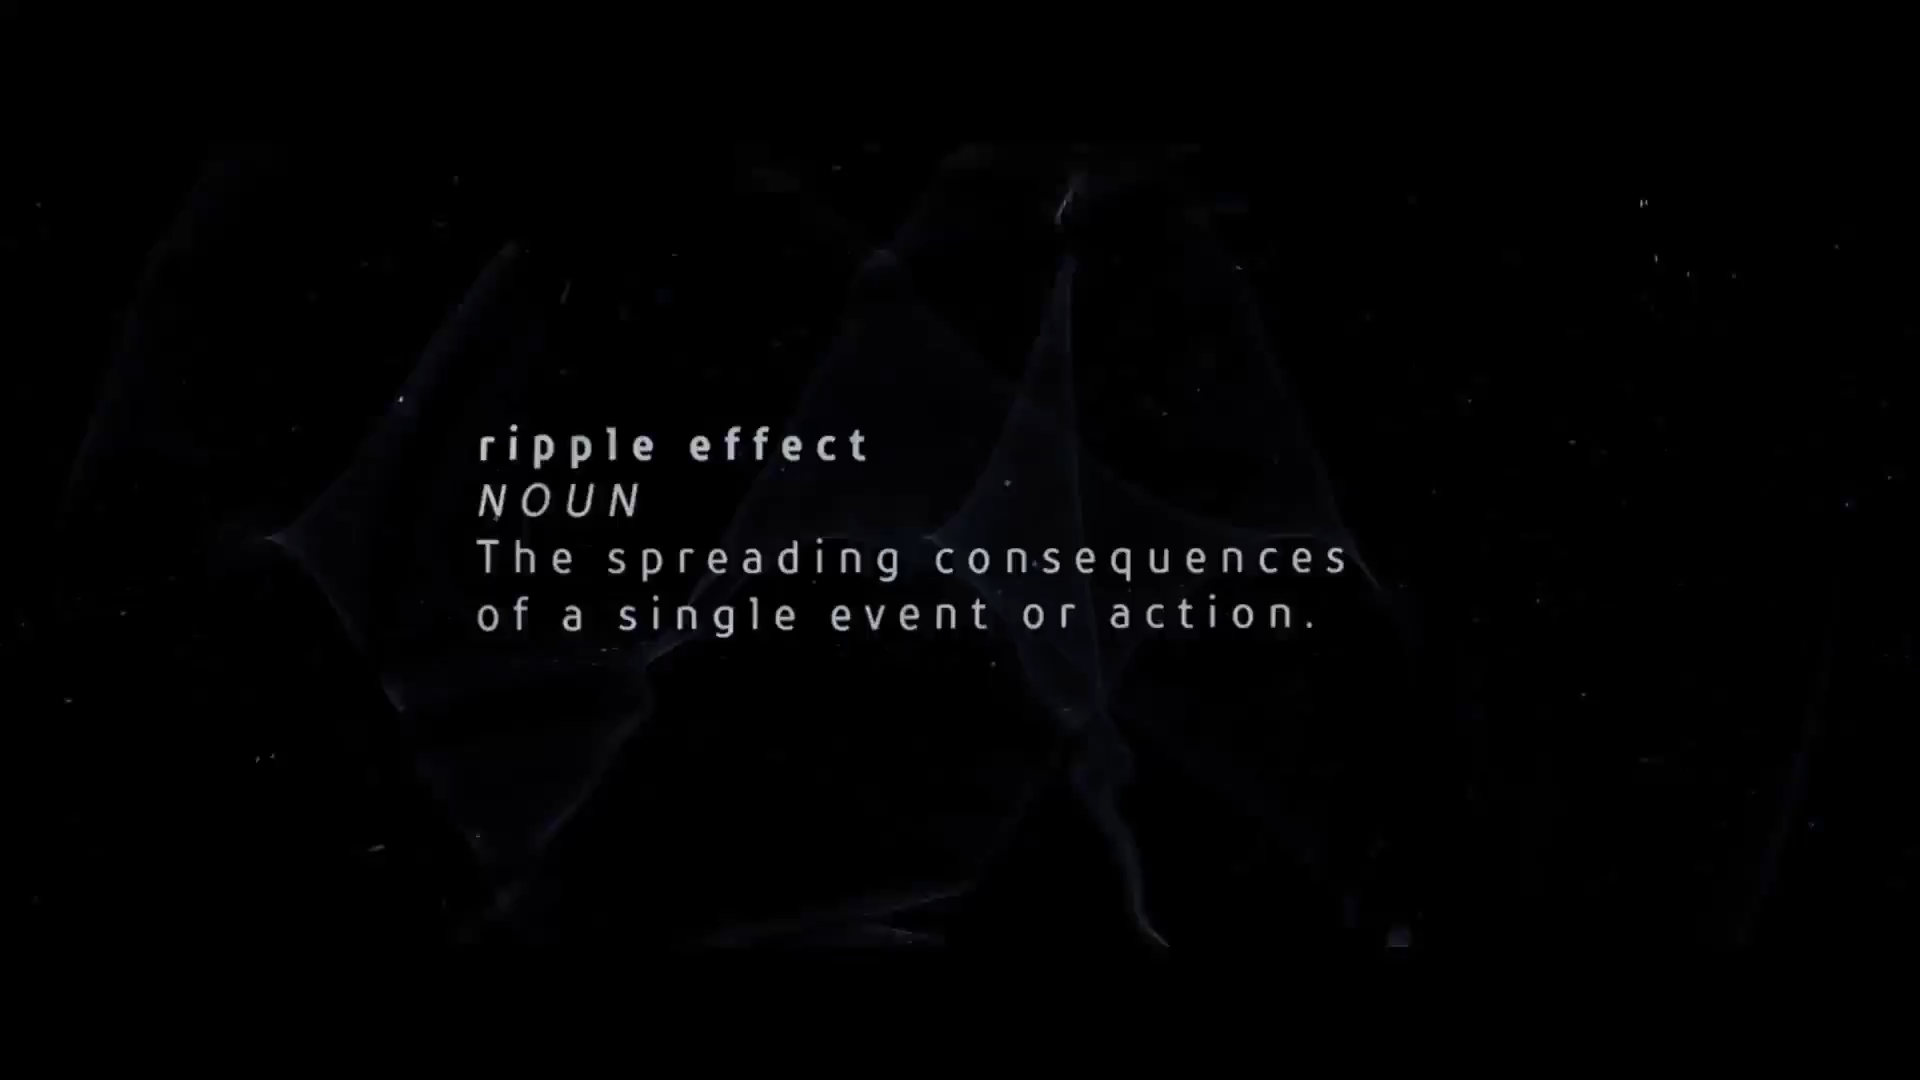 ripple effect
NOUN
The spreading consequences
of a single event or action.